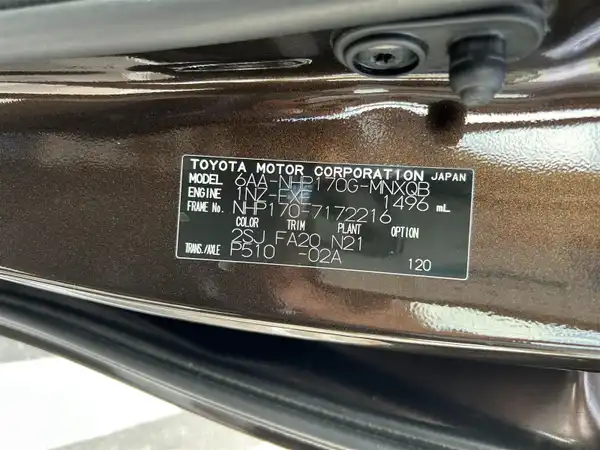 TOYOTA MOTOR CORPORATION JAPAN
MODEL 6AA-NHP170G-MNXQB
ENGINE 1NZ-FXE 1496 mL
FRAME No. NHP170-7172216
COLOR TRIM PLANT OPTION
2SJ FA20 N21
TRANS./AXLE P510 -02A 120